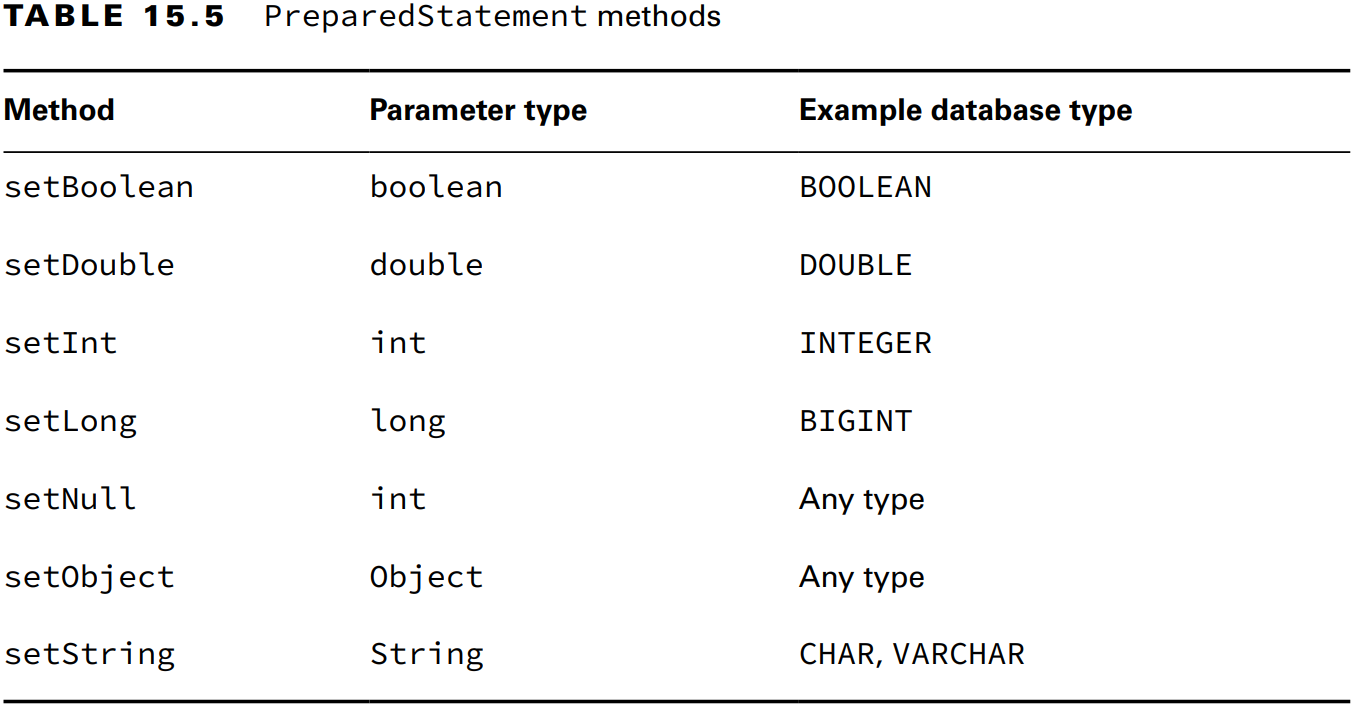 TABLE 15.5 PreparedStatement methods
Method Parameter type Example database type
setBoolean boolean BOOLEAN
setDouble double DOUBLE
setInt int INTEGER
setLong long BIGINT
setNull int Any type
setObject Object Any type
setString String CHAR, VARCHAR